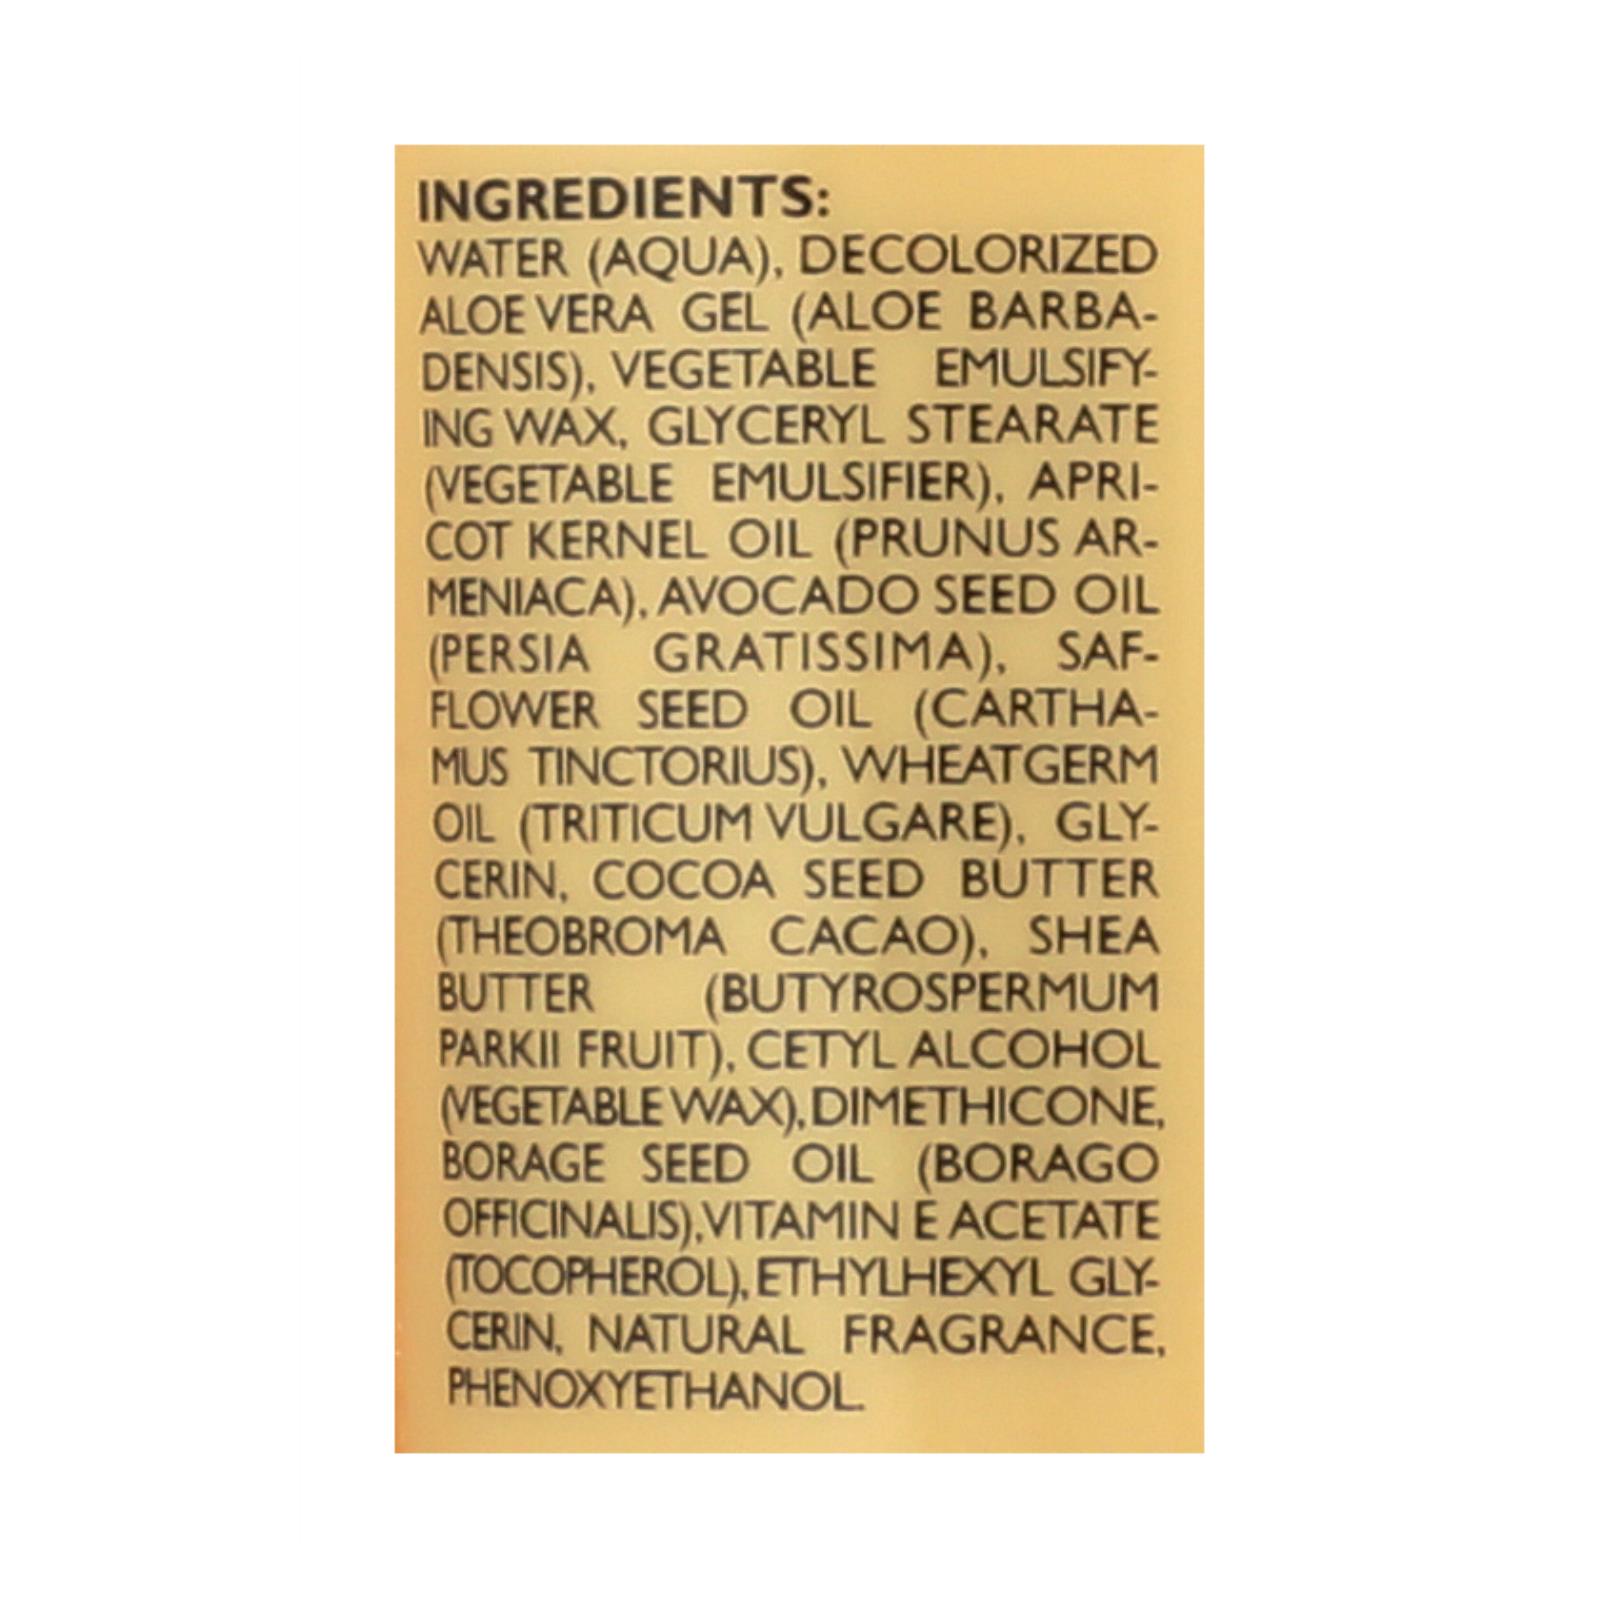 INGREDIENTS:
WATER (AQUA), DECOLORIZED
ALOE VERA GEL (ALOE BARBA-
DENSIS), VEGETABLE EMULSIFY-
ING WAX, GLYCERYL STEARATE
(VEGETABLE EMULSIFIER), APRI-
COT KERNEL OIL (PRUNUS AR-
MENIACA), AVOCADO SEED OIL
(PERSIA GRATISSIMA), SAF-
FLOWER SEED OIL (CARTHA-
MUS TINCTORIUS), WHEATGERM
OIL (TRITICUM VULGARE), GLY-
CERIN, COCOA SEED BUTTER
(THEOBROMA CACAO), SHEA
BUTTER (BUTYROSPERMUM
PARKII FRUIT), CETYL ALCOHOL
(VEGETABLE WAX), DIMETHICONE,
BORAGE SEED OIL (BORAGO
OFFICINALIS), VITAMIN E ACETATE
(TOCOPHEROL), ETHYLHEXYL GLY-
CERIN, NATURAL FRAGRANCE,
PHENOXYETHANOL.